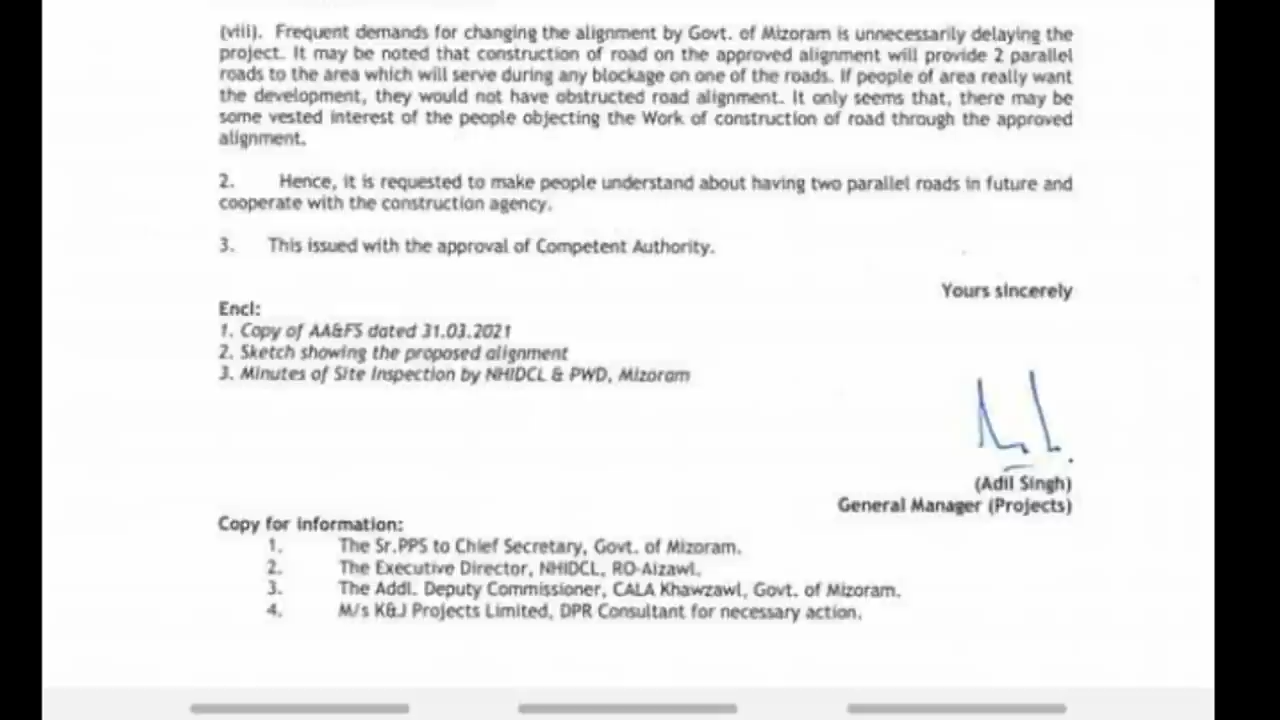 (viii). Frequent demands for changing the alignment by Govt. of Mizoram is unnecessarily delaying the
project. It may be noted that construction of road on the approved alignment will provide 2 parallel
roads to the area which will serve during any blockage on one of the roads. If people of area really want
the development, they would not have obstructed road alignment. It only seems that, there may be
some vested interest of the people objecting the Work of construction of road through the approved
alignment.
2. Hence, it is requested to make people understand about having two parallel roads in future and
cooperate with the construction agency.
3. This issued with the approval of Competent Authority.
Yours sincerely
Encl:
1. Copy of AA&FS dated 31.03.2021
2. Sketch showing the proposed alignment
3. Minutes of Site Inspection by NHIDCL & PWD, Mizoram
(Adil Singh)
General Manager (Projects)
Copy for information:
1. The Sr.PPS to Chief Secretary, Govt. of Mizoram.
2. The Executive Director, NHIDCL, RO-Aizawl.
3. The Addl. Deputy Commissioner, CALA Khawzawl, Govt. of Mizoram.
4. M/s K&J Projects Limited, DPR Consultant for necessary action.